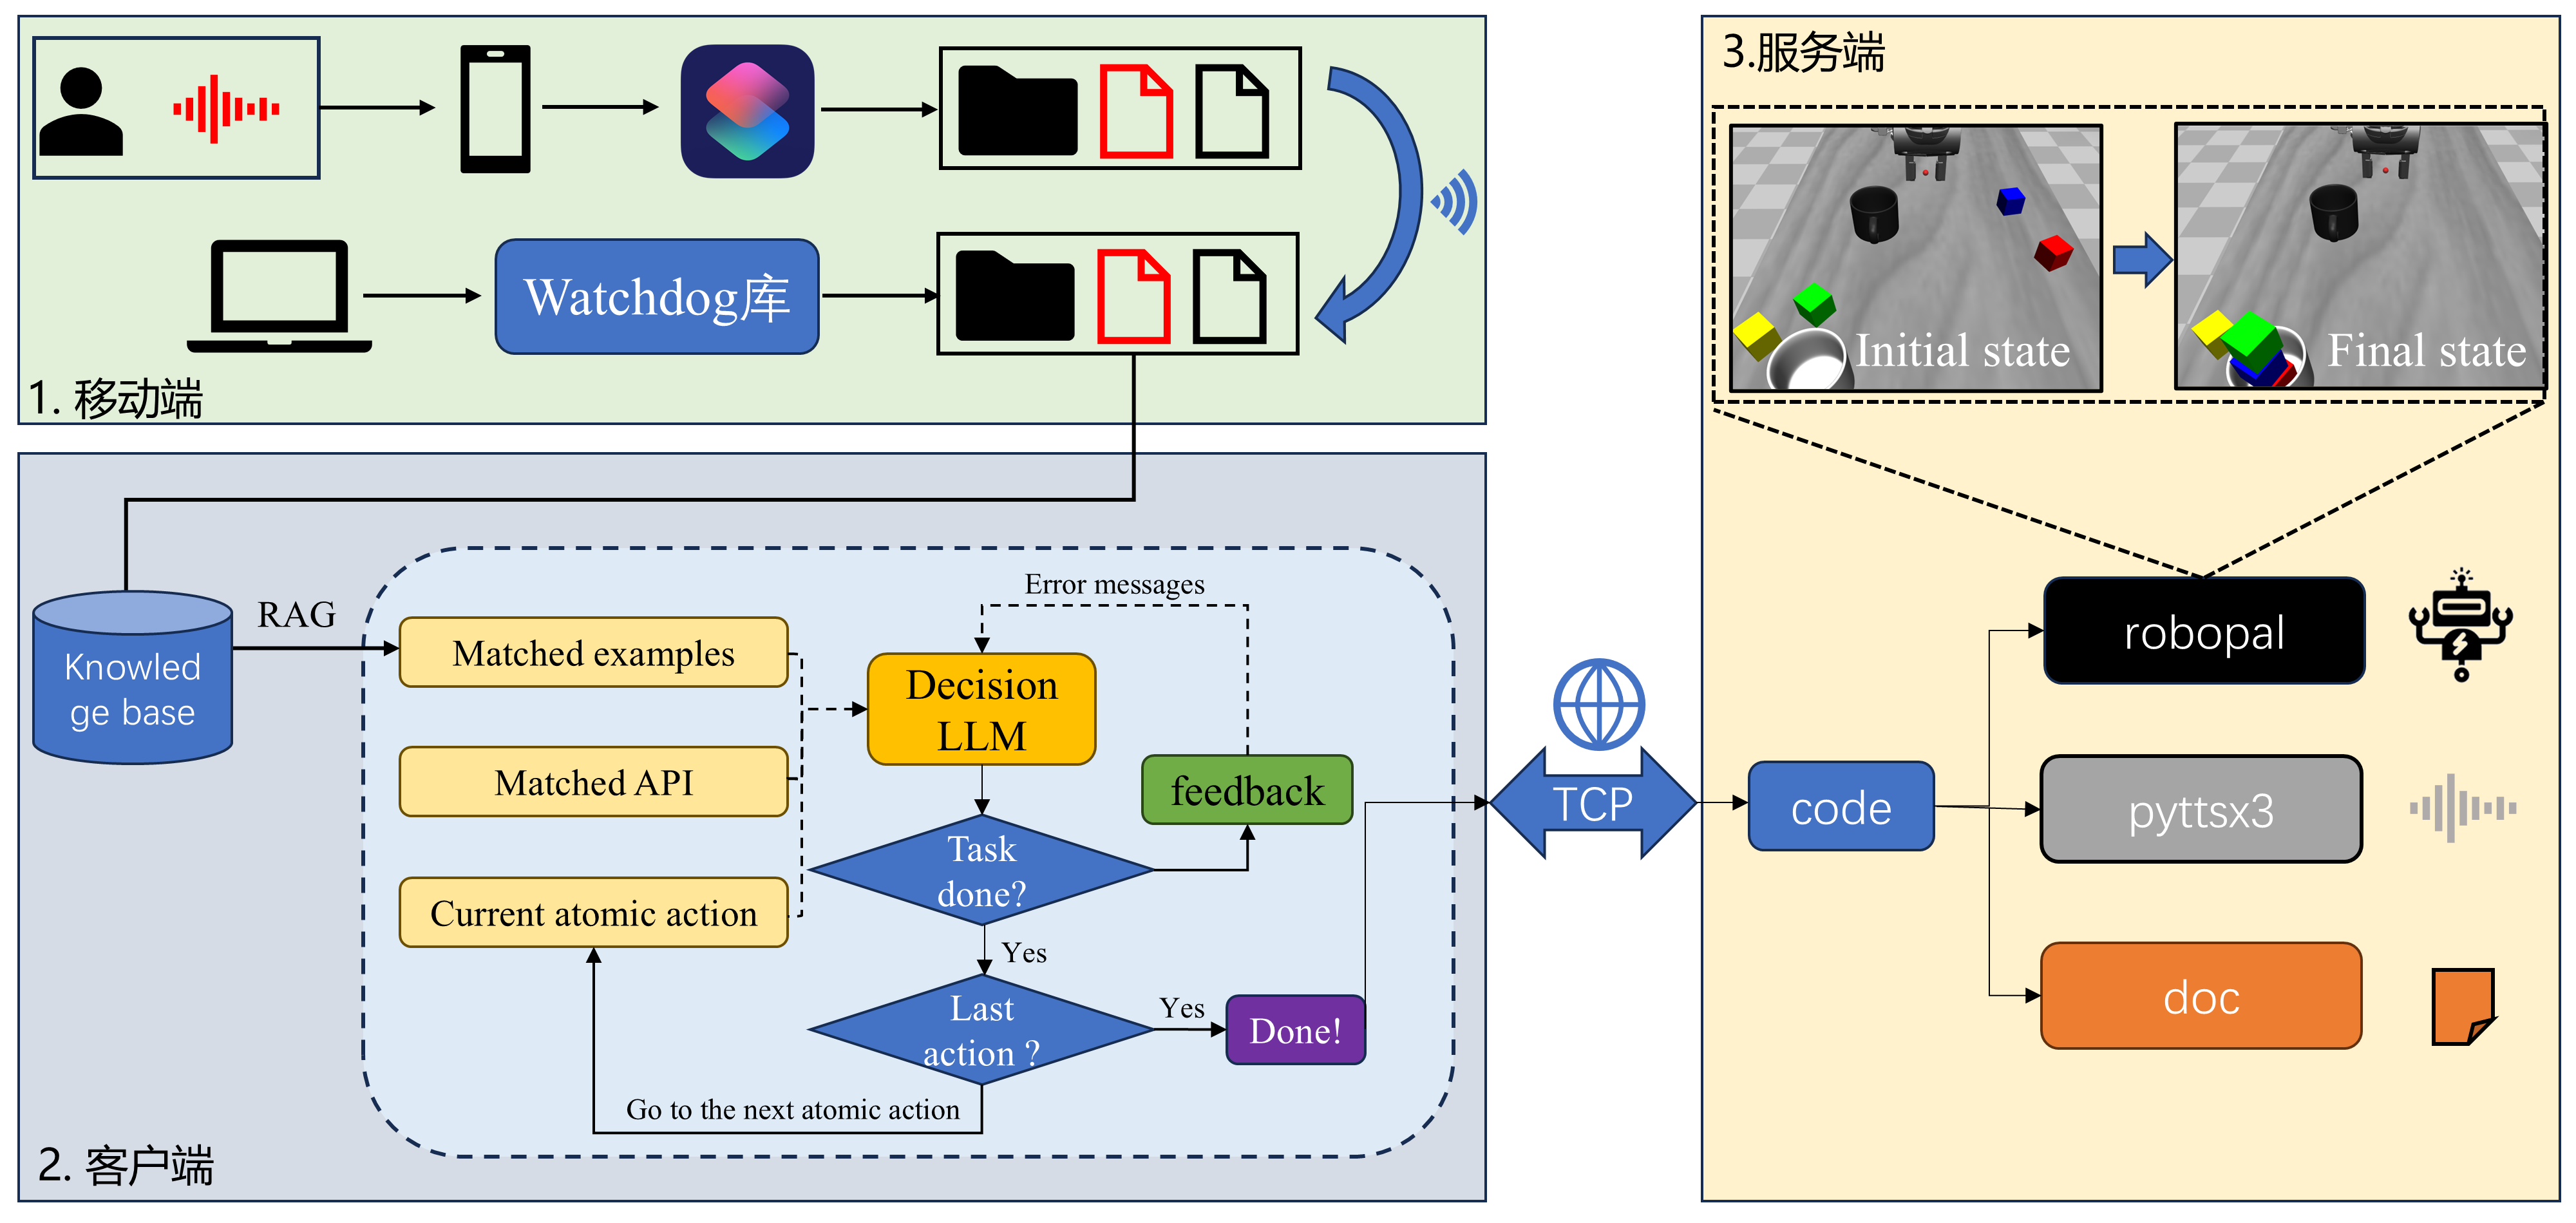 Watchdog库
1. 移动端
RAG
Knowled
ge base
Matched examples
Matched API
Current atomic action
Error messages
Decision
LLM
feedback
Task
done?
Yes
Last
action ?
Yes
Done!
Go to the next atomic action
2. 客户端
TCP
3.服务端
Initial state
Final state
code
robopal
pyttsx3
doc